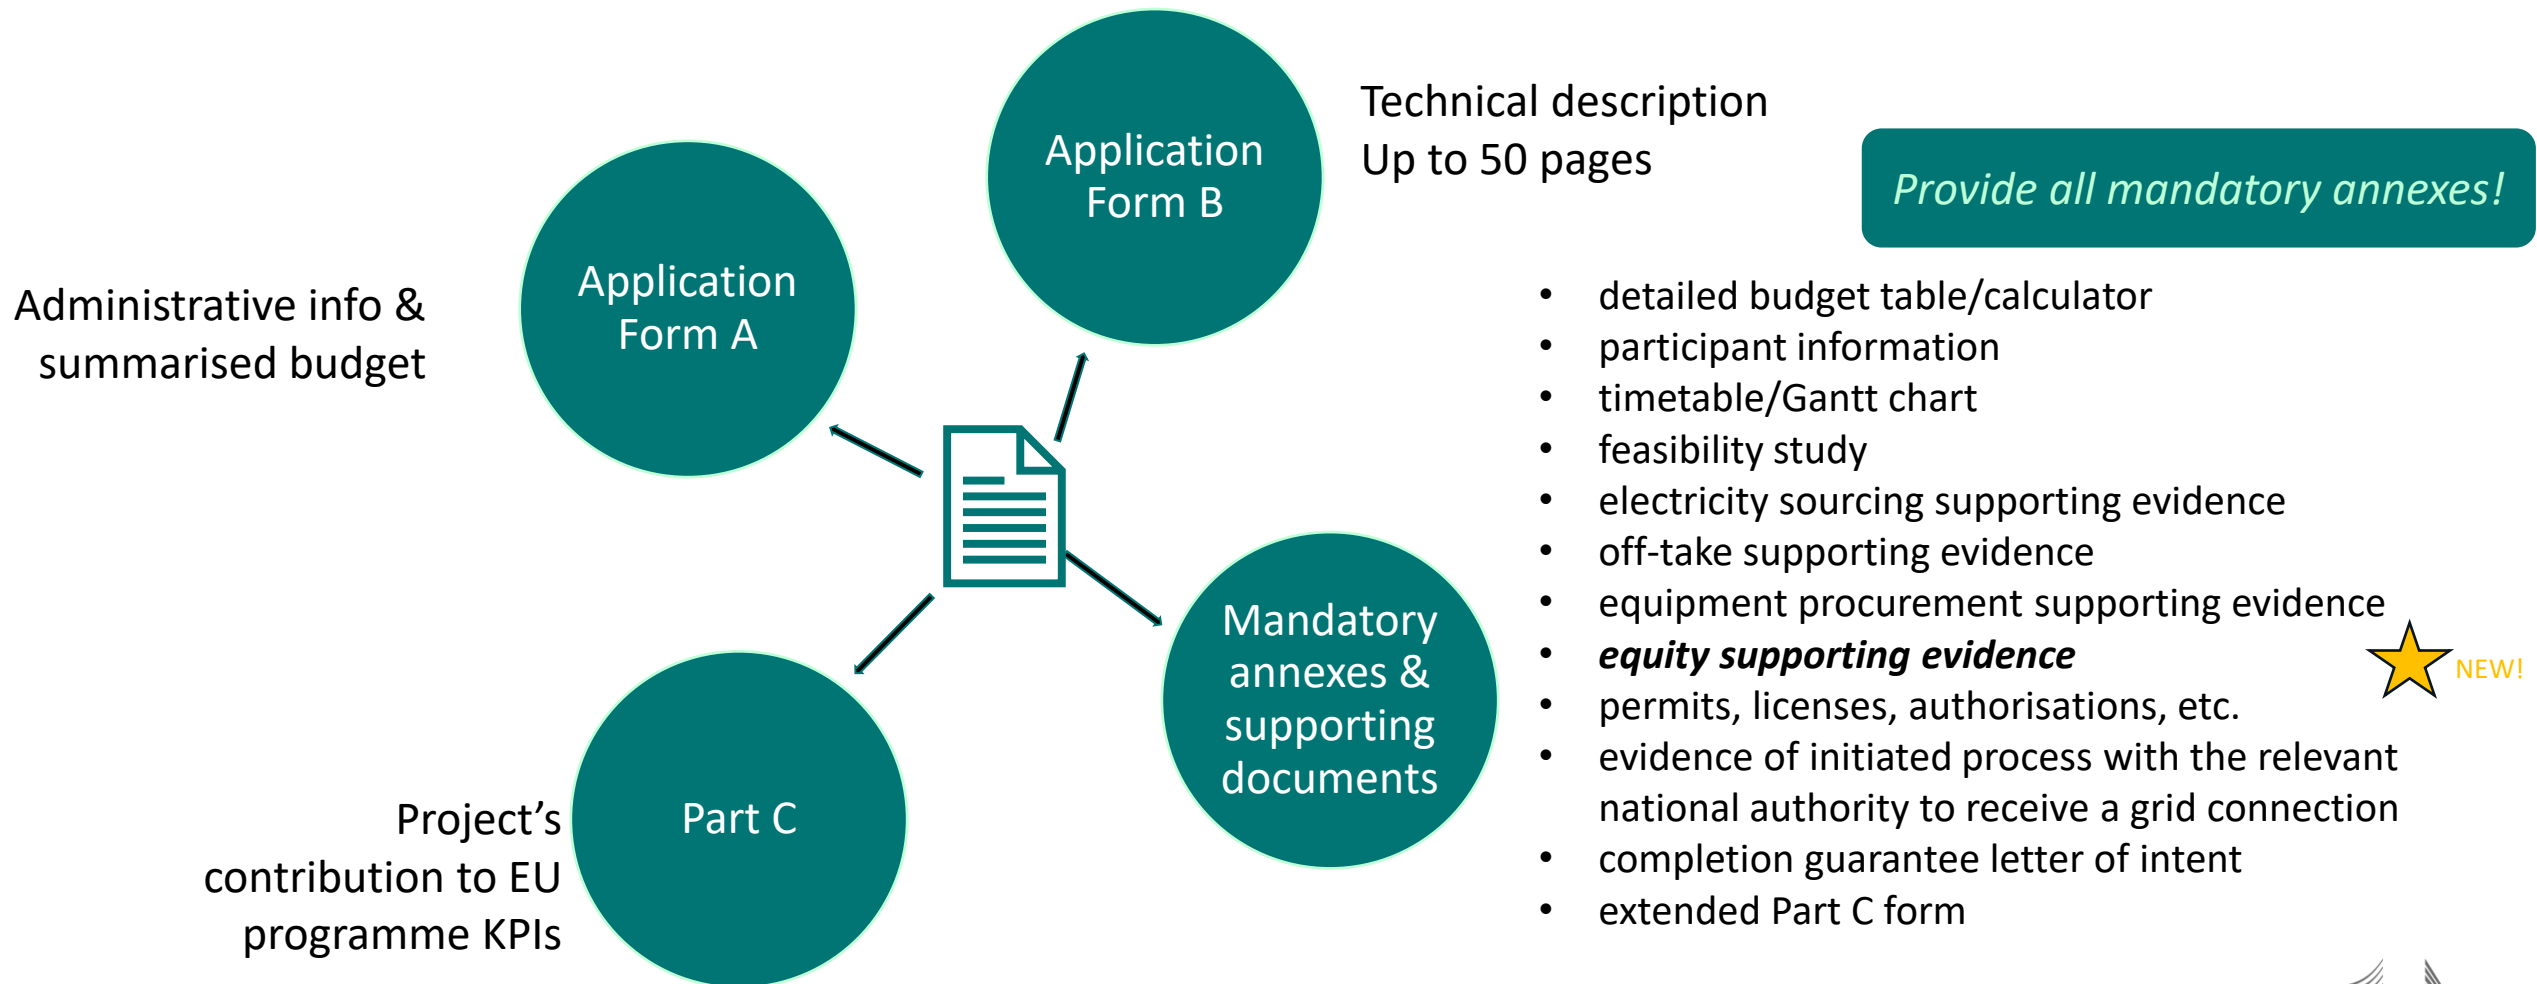 Application
Form B
Technical description
Up to 50 pages
Provide all mandatory annexes!
Application
Form A
Administrative info &
summarised budget
Mandatory
annexes &
supporting
documents
Part C
Project's
contribution to EU
programme KPIs
• detailed budget table/calculator
• participant information
• timetable/Gantt chart
• feasibility study
• electricity sourcing supporting evidence
• off-take supporting evidence
• equipment procurement supporting evidence
• equity supporting evidence
NEW!
• permits, licenses, authorisations, etc.
• evidence of initiated process with the relevant
national authority to receive a grid connection
• completion guarantee letter of intent
• extended Part C form